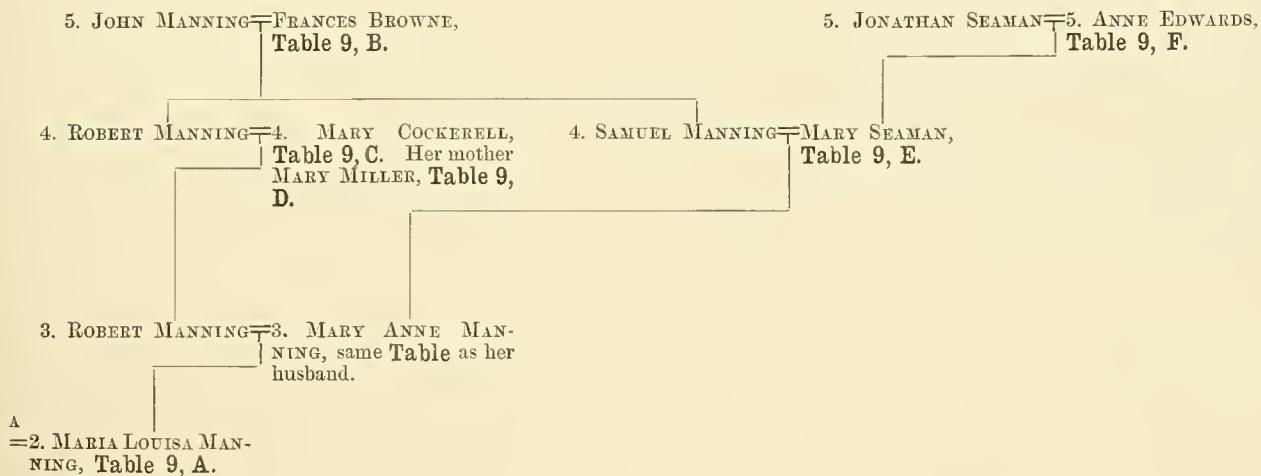 5. JOHN MANNING=FRANCES BROWNE,
Table 9, B.
5. JONATHAN SEAMAN=5. ANNE EDWARDS,
Table 9, F.
4. ROBERT MANNING=4. MARY COCKERELL,
Table 9, C. Her mother
MARY MILLER, Table 9,
D.
4. SAMUEL MANNING=MARY SEAMAN,
Table 9, E.
3. ROBERT MANNING=3. MARY ANNE MAN-
NING, same Table as her
husband.
A
=2. MARIA LOUISA MAN-
NING, Table 9, A.